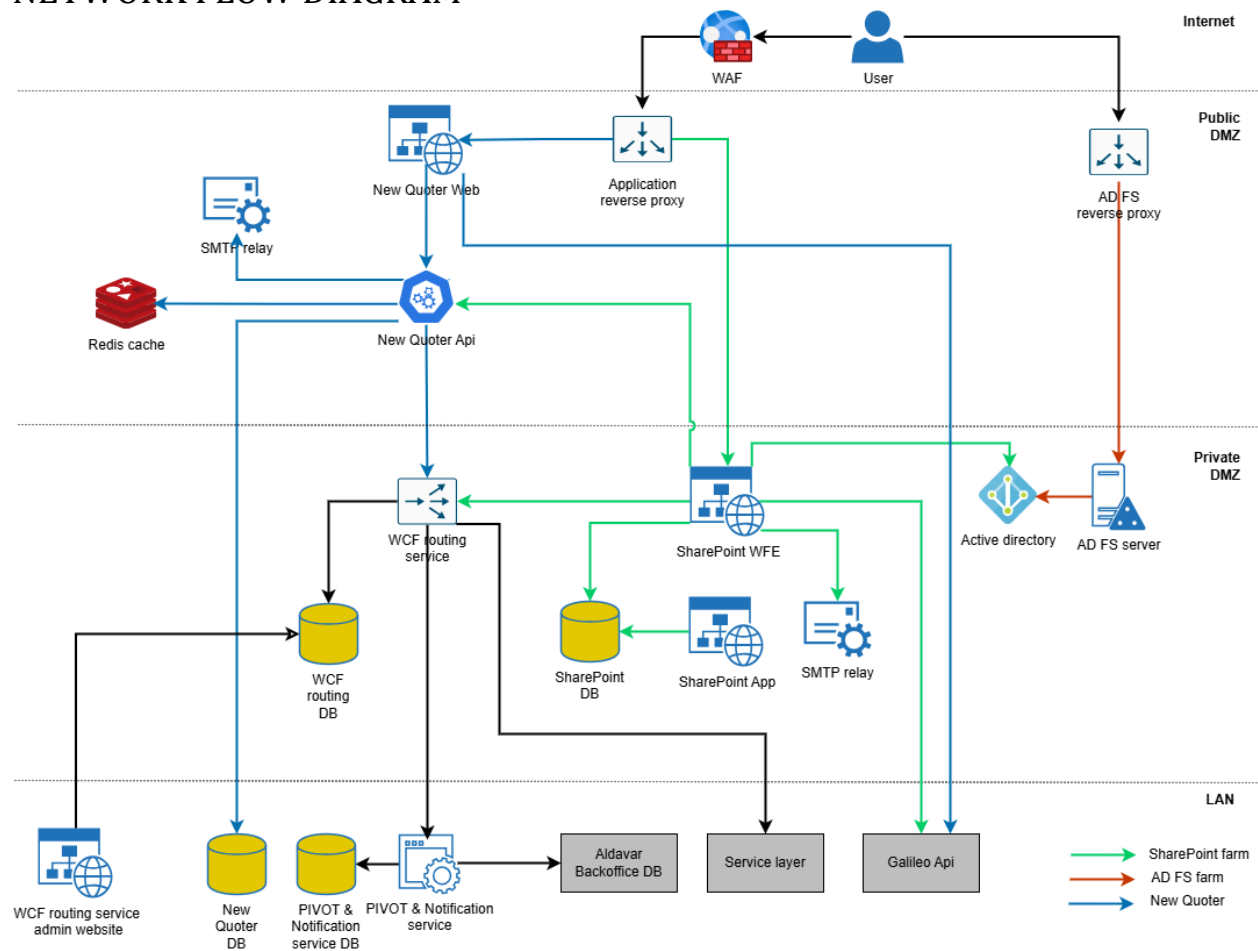 NETWORK FLOW DIAGRAM
Internet
WAF
User
Public
DMZ
New Quoter Web
Application
reverse proxy
AD FS
reverse proxy
SMTP relay
Redis cache
New Quoter Api
Private
DMZ
WCF routing
service
SharePoint WFE
Active directory
AD FS server
WCF
routing
DB
SharePoint
DB
SharePoint App
SMTP relay
LAN
WCF routing service
admin website
New
Quoter
DB
PIVOT &
Notification
service DB
PIVOT & Notification
service
Aldavar
Backoffice DB
Service layer
Galileo Api
SharePoint farm
AD FS farm
New Quoter